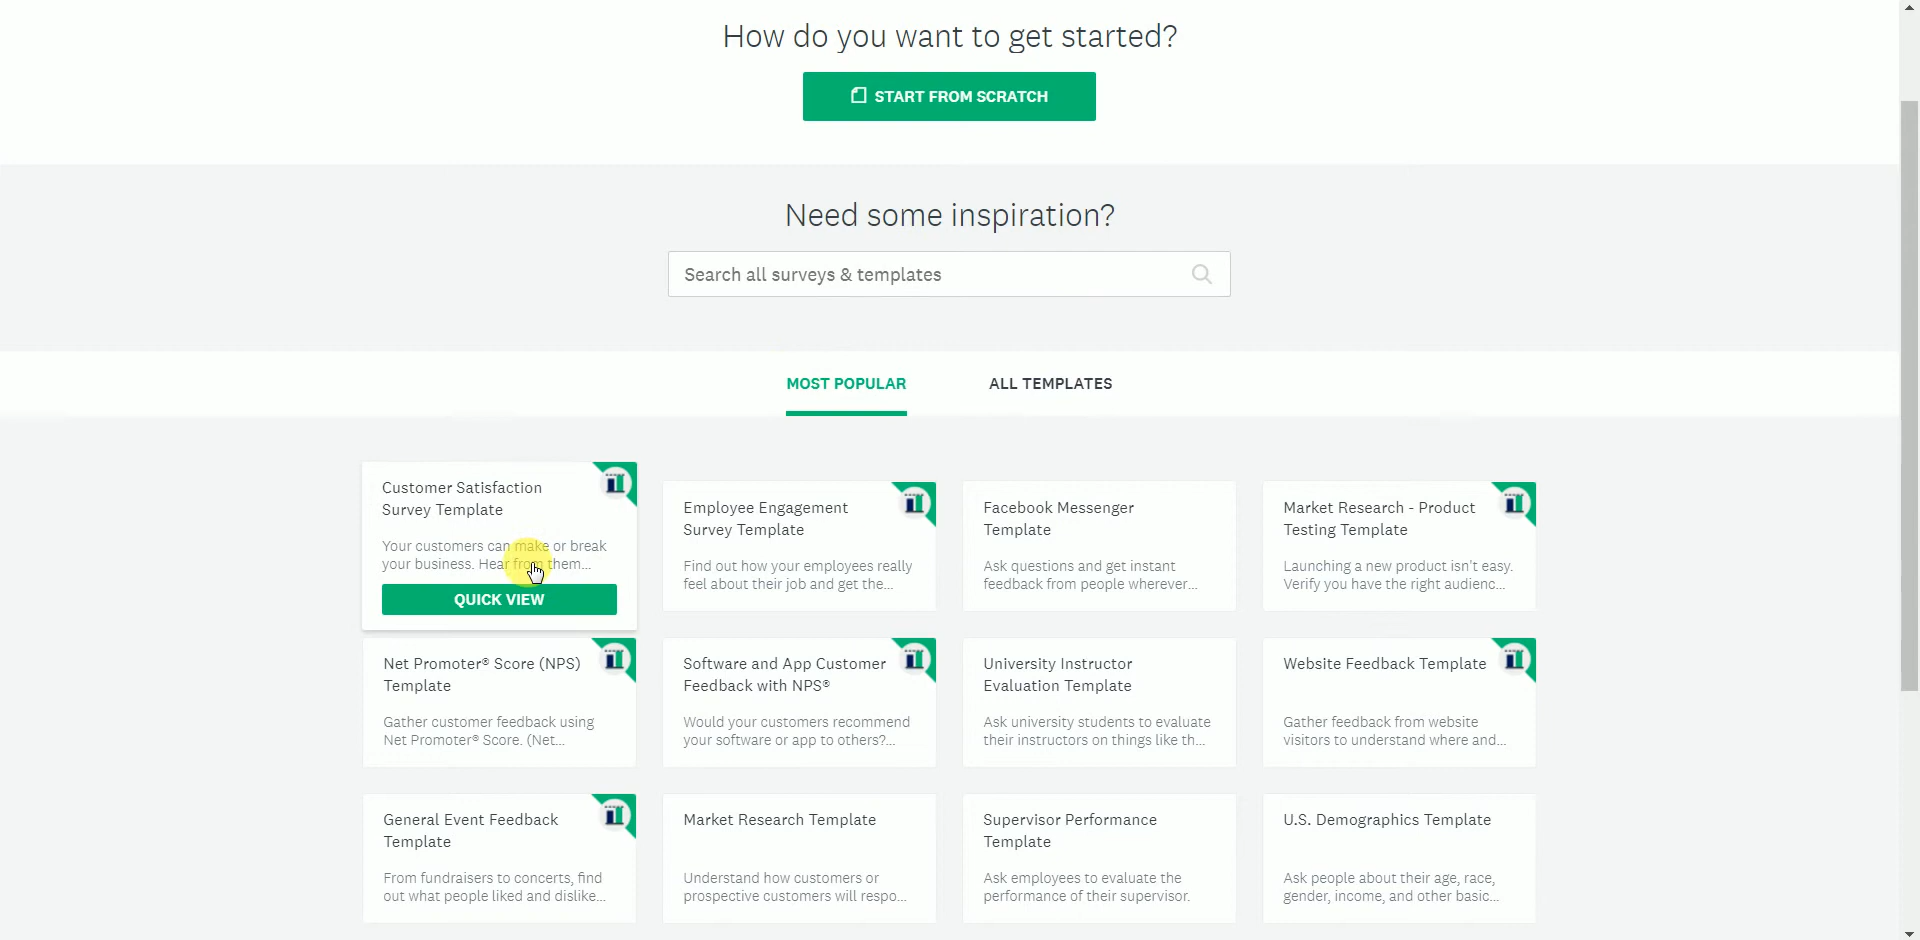 How do you want to get started?
START FROM SCRATCH
Need some inspiration?
Search all surveys & templates
MOST POPULAR
ALL TEMPLATES
Customer Satisfaction
Survey Template
Your customers can make or break
your business. Hear from them...
QUICK VIEW
Employee Engagement
Survey Template
Find out how your employees really
feel about their job and get the...
Facebook Messenger
Template
Ask questions and get instant
feedback from people wherever...
Market Research - Product
Testing Template
Launching a new product isn't easy.
Verify you have the right audienc...
Net Promoter® Score (NPS)
Template
Gather customer feedback using
Net Promoter® Score. (Net...
Software and App Customer
Feedback with NPS®
Would your customers recommend
your software or app to others?...
University Instructor
Evaluation Template
Ask university students to evaluate
their instructors on things like th...
Website Feedback Template
Gather feedback from website
visitors to understand where and...
General Event Feedback
Template
From fundraisers to concerts, find
out what people liked and dislike...
Market Research Template
Understand how customers or
prospective customers will respo...
Supervisor Performance
Template
Ask employees to evaluate the
performance of their supervisor.
U.S. Demographics Template
Ask people about their age, race,
gender, income, and other basic...